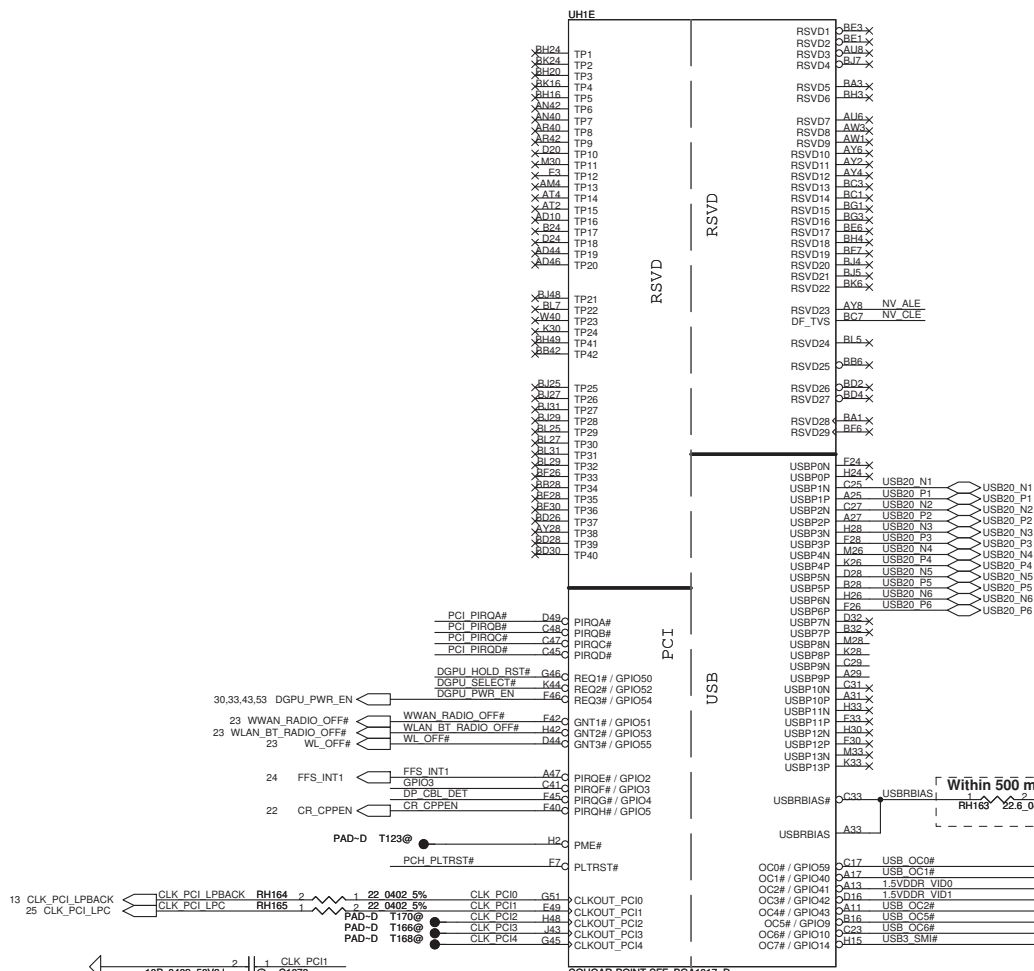 UH1E
BH24 TP1
BK24 TP2
BH20 TP3
BK16 TP4
BH16 TP5
AN42 TP6
AN40 TP7
AR40 TP8
AR42 TP9
D20 TP10
M30 TP11
F3 TP12
AM4 TP13
AT4 TP14
AT2 TP15
AD10 TP16
B24 TP17
D24 TP18
AD44 TP19
AD46 TP20
BJ48 TP21
BL7 TP22
W40 TP23
K30 TP24
BH49 TP41
BB42 TP42
BJ25 TP25
BJ27 TP26
BJ31 TP27
BJ29 TP28
BL25 TP29
BL27 TP30
BL31 TP31
BL29 TP32
BF26 TP33
BB28 TP34
BF28 TP35
BF30 TP36
BD26 TP37
AY28 TP38
BD28 TP39
BD30 TP40
RSVD
RSVD
RSVD1 BE3
RSVD2 BE1
RSVD3 AU8
RSVD4 BJ7
RSVD5 BA3
RSVD6 BH3
RSVD7 AU6
RSVD8 AW3
RSVD9 AW1
RSVD10 AY6
RSVD11 AY2
RSVD12 AY4
RSVD13 BC3
RSVD14 BC1
RSVD15 BG1
RSVD16 BG3
RSVD17 BE6
RSVD18 BH4
RSVD19 BF7
RSVD20 BJ4
RSVD21 BJ5
RSVD22 BK6
RSVD23 AY8 NV_ALE
DF_TVS BC7 NV_CLE
RSVD24 BL5
RSVD25 BB6
RSVD26 BD2
RSVD27 BD4
RSVD28 BA1
RSVD29 BF6
PCI
PCI_PIRQA# D49 PIRQA#
PCI_PIRQB# C48 PIRQB#
PCI_PIRQC# C47 PIRQC#
PCI_PIRQD# C45 PIRQD#
DGPU_HOLD_RST# G46 REQ1# / GPIO50
DGPU_SELECT# K44 REQ2# / GPIO52
30,33,43,53 DGPU_PWR_EN DGPU_PWR_EN F46 REQ3# / GPIO54
23 WWAN_RADIO_OFF# WWAN_RADIO_OFF# F42 GNT1# / GPIO51
23 WLAN_BT_RADIO_OFF# WLAN_BT_RADIO_OFF# H42 GNT2# / GPIO53
23 WL_OFF# WL_OFF# D44 GNT3# / GPIO55
24 FFS_INT1 FFS_INT1 A47 PIRQE# / GPIO2
GPIO3 C41 PIRQF# / GPIO3
DP_CBL_DET F45 PIRQG# / GPIO4
22 CR_CPPEN CR_CPPEN F40 PIRQH# / GPIO5
PAD~D T123@ H2 PME#
PCH_PLTRST# F7 PLTRST#
13 CLK_PCI_LPBACK CLK_PCI_LPBACK RH164 2 1 22_0402_5% CLK_PCI0 G51 CLKOUT_PCI0
25 CLK_PCI_LPC CLK_PCI_LPC RH165 1 2 22_0402_5% CLK_PCI1 F49 CLKOUT_PCI1
PAD~D T170@ CLK_PCI2 H48 CLKOUT_PCI2
PAD~D T166@ CLK_PCI3 J43 CLKOUT_PCI3
PAD~D T168@ CLK_PCI4 G45 CLKOUT_PCI4
2 1 CLK_PCI1
USB
USBP0N F24
USBP0P H24
USBP1N C25 USB20_N1 USB20_N1
USBP1P A25 USB20_P1 USB20_P1
USBP2N C27 USB20_N2 USB20_N2
USBP2P A27 USB20_P2 USB20_P2
USBP3N H28 USB20_N3 USB20_N3
USBP3P F28 USB20_P3 USB20_P3
USBP4N M26 USB20_N4 USB20_N4
USBP4P K26 USB20_P4 USB20_P4
USBP5N D28 USB20_N5 USB20_N5
USBP5P B28 USB20_P5 USB20_P5
USBP6N H26 USB20_N6 USB20_N6
USBP6P F26 USB20_P6 USB20_P6
USBP7N D32
USBP7P B32
USBP8N M28
USBP8P K28
USBP9N C29
USBP9P A29
USBP10N C31
USBP10P A31
USBP11N H33
USBP11P F33
USBP12N H30
USBP12P F30
USBP13N M33
USBP13P K33
Within 500 m
USBRBIAS# C33 USBRBIAS 1 2
RH163 22.6_0
USBRBIAS A33
OC0# / GPIO59 C17 USB_OC0#
OC1# / GPIO40 A17 USB_OC1#
OC2# / GPIO41 A13 1.5VDDR_VID0
OC3# / GPIO42 D16 1.5VDDR_VID1
OC4# / GPIO43 A11 USB_OC2#
OC5# / GPIO9 B16 USB_OC5#
OC6# / GPIO10 C23 USB_OC6#
OC7# / GPIO14 H15 USB3_SMI#